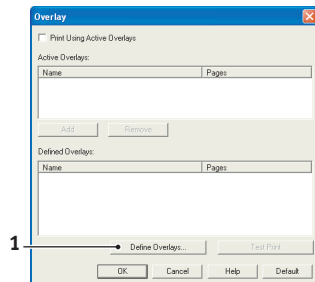 Overlay
Print Using Active Overlays
Active Overlays:
Name Pages
Add Remove
Defined Overlays:
Name Pages
1 Define Overlays... Test Print
OK Cancel Help Default